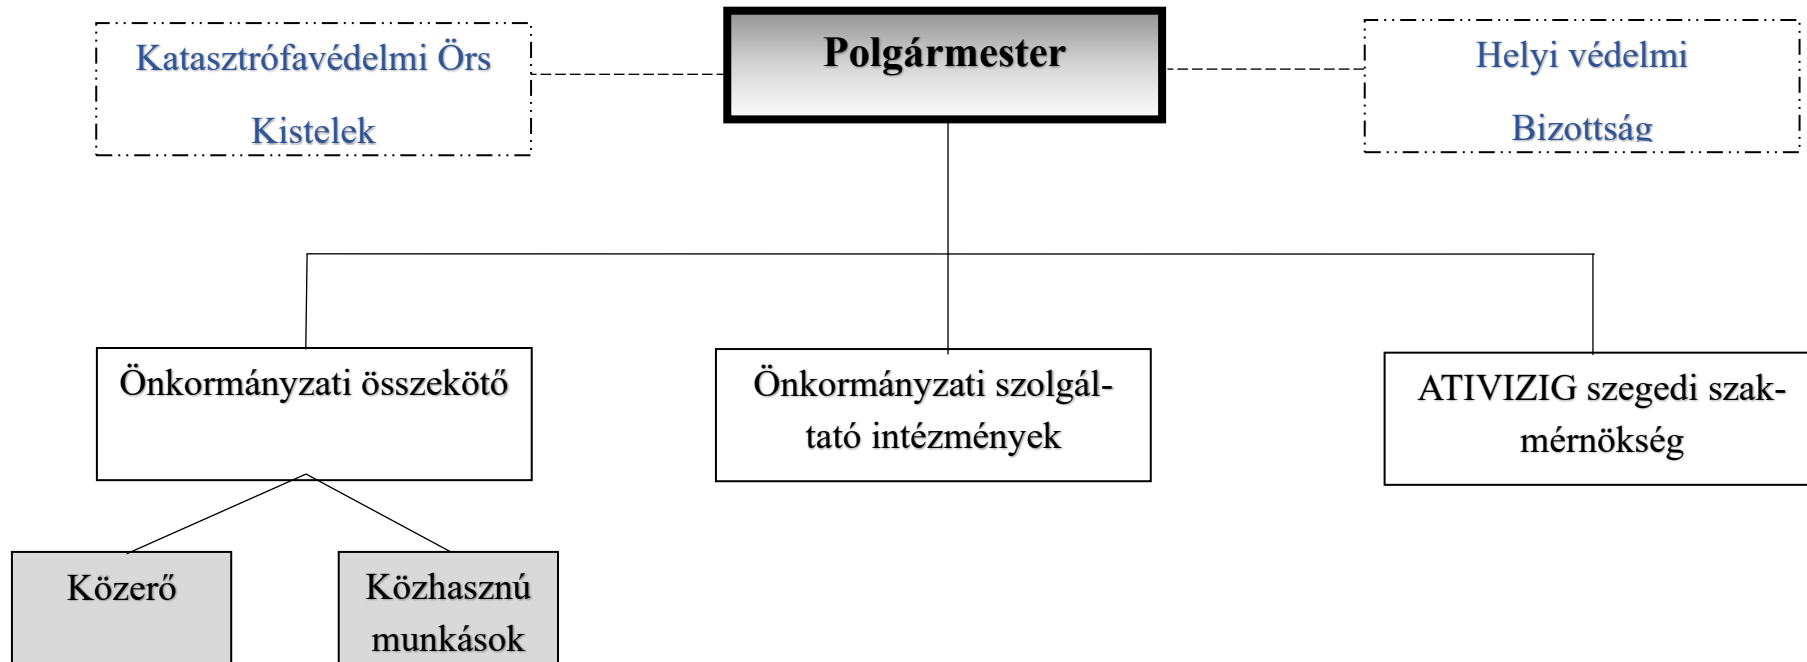 Katasztrófavédelmi Örs
Kistelek
Polgármester
Helyi védelmi
Bizottság
Önkormányzati összekötő
Önkormányzati szolgál-
tató intézmények
ATIVIZIG szegedi szak-
mérnökség
Közerő
Közhasznú
munkások